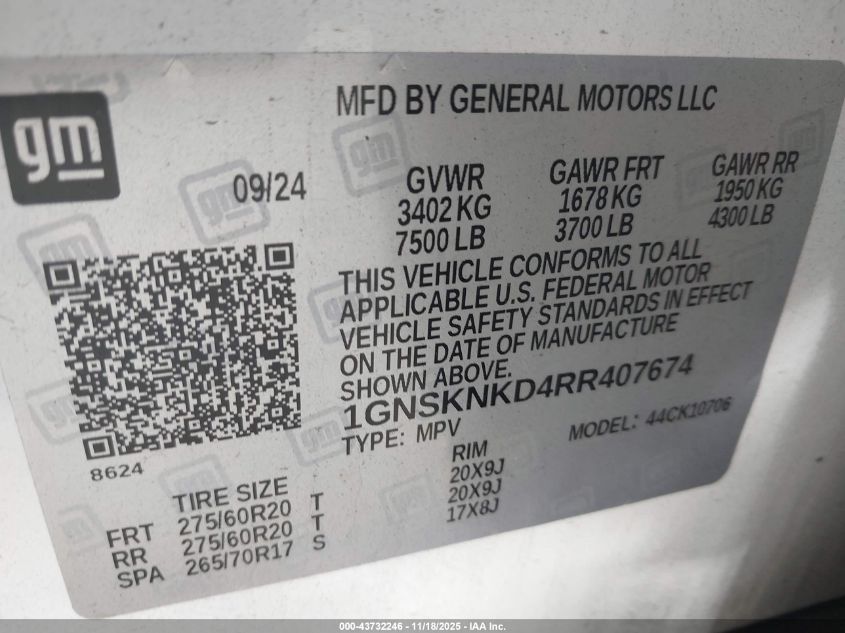 gm
MFD BY GENERAL MOTORS LLC
09/24
GVWR
3402 KG
7500 LB
GAWR FRT
1678 KG
3700 LB
GAWR RR
1950 KG
4300 LB
THIS VEHICLE CONFORMS TO ALL
APPLICABLE U.S. FEDERAL MOTOR
VEHICLE SAFETY STANDARDS IN EFFECT
ON THE DATE OF MANUFACTURE
SHOWN ABOVE.
1GNSKNKD4RR407674
TYPE: MPV
MODEL: 44CK10706
8624
TIRE SIZE
RIM
FRT 275/60R20 T 20X9J
RR 275/60R20 T 20X9J
SPA 265/70R17 S 17X8J
000-43732246 - 11/18/2025 - IAA Inc.